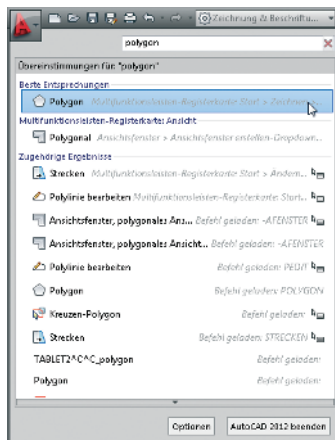 Zeichnung & Beschriftu...
polygon
Übereinstimmungen für: "polygon"
Beste Entsprechungen
Polygon Multifunktionsleisten-Registerkarte: Start > Zeichne...
Multifunktionsleisten-Registerkarte: Ansicht
Polygonal Ansichtsfenster > Ansichtsfenster erstellen-Dropdown...
Zugehörige Ergebnisse
Strecken Multifunktionsleisten-Registerkarte: Start > Ändern...
Polylinie bearbeiten Multifunktionsleisten-Registerkarte: Start...
Ansichtsfenster, polygonales Ans... Befehl geladen: -AFENSTER
Ansichtsfenster, polygonales Ansicht... Befehl geladen: -AFENSTER
Polylinie bearbeiten Befehl geladen: PEDIT
Polygon Befehl geladen: POLYGON
Kreuzen-Polygon Befehl geladen:
Strecken Befehl geladen: STRECKEN
TABLET2^C^C_polygon Befehl geladen:
Polygon Befehl geladen:
Optionen
AutoCAD 2012 beenden